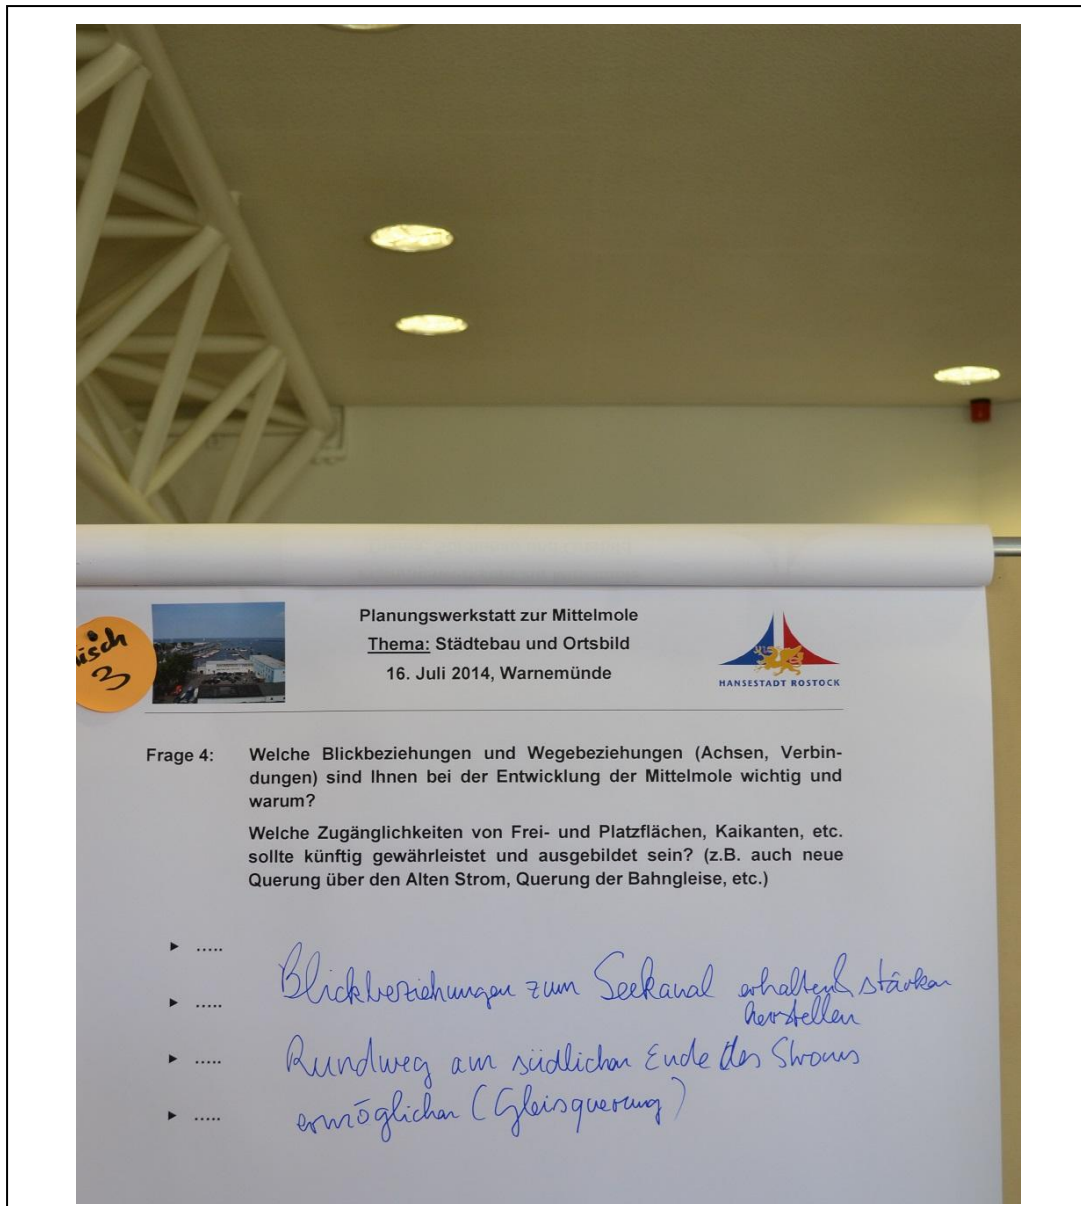 Tisch
3
Planungswerkstatt zur Mittelmole
Thema: Städtebau und Ortsbild
16. Juli 2014, Warnemünde
HANSESTADT ROSTOCK
Frage 4: Welche Blickbeziehungen und Wegebeziehungen (Achsen, Verbin-
dungen) sind Ihnen bei der Entwicklung der Mittelmole wichtig und
warum?
Welche Zugänglichkeiten von Frei- und Platzflächen, Kaikanten, etc.
sollte künftig gewährleistet und ausgebildet sein? (z.B. auch neue
Querung über den Alten Strom, Querung der Bahngleise, etc.)
► .....
Blickbeziehungen zum Seekanal erhalten & stärken
► .....
herstellen
► ..... Rundweg am südlichen Ende des Stroms
► ..... ermöglichen (Gleisquerung)